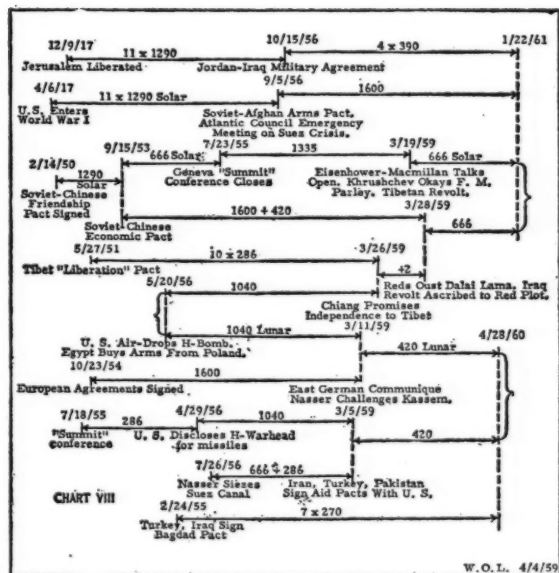 12/9/17 10/15/56 1/22/61
11 x 1290 4 x 390
Jerusalem Liberated Jordan-Iraq Military Agreement
4/6/17 9/5/56
11 x 1290 Solar 1600
U.S. Enters
World War I
Soviet-Afghan Arms Pact.
Atlantic Council Emergency
Meeting on Suez Crisis.
9/15/53 7/23/55 3/19/59
666 Solar 1335 666 Solar
2/14/50
1290
Solar
Soviet-Chinese
Friendship
Pact Signed
Geneva "Summit"
Conference Closes
Eisenhower-Macmillan Talks
Open. Khrushchev Okays F. M.
Parley. Tibetan Revolt.
3/28/59
1600 + 420
666
Soviet-Chinese
Economic Pact
5/27/51 3/26/59
10 x 286 +2
Tibet "Liberation" Pact
Reds Oust Dalai Lama. Iraq
Revolt Ascribed to Red Plot.
5/20/56
1040
Chiang Promises
Independence to Tibet
1040 Lunar
U. S. Air-Drops H-Bomb.
Egypt Buys Arms From Poland.
3/11/59 4/28/60
420 Lunar
10/23/54
1600
European Agreements Signed
East German Communique
Nasser Challenges Kassem.
7/18/55 4/29/56 3/5/59
286 1040
420
"Summit"
conference
U. S. Discloses H-Warhead
for missiles
7/26/56
666 + 286
Nasser Siezes
Suez Canal
Iran, Turkey, Pakistan
Sign Aid Pacts With U. S.
CHART VIII
2/24/55
7 x 270
Turkey, Iraq Sign
Bagdad Pact
W.O.L. 4/4/59